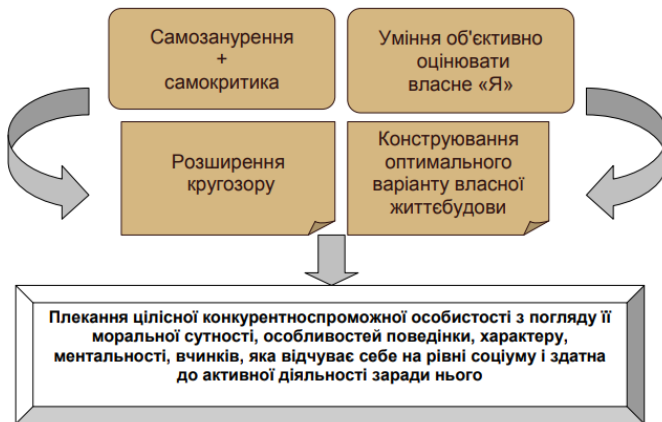 Самозанурення
+
самокритика
Уміння об'єктивно
оцінювати
власне «Я»
Розширення
кругозору
Конструювання
оптимального
варіанту власної
життєбудови
Плекання цілісної конкурентноспроможної особистості з погляду її
моральної сутності, особливостей поведінки, характеру,
ментальності, вчинків, яка відчуває себе на рівні соціуму і здатна
до активної діяльності заради нього